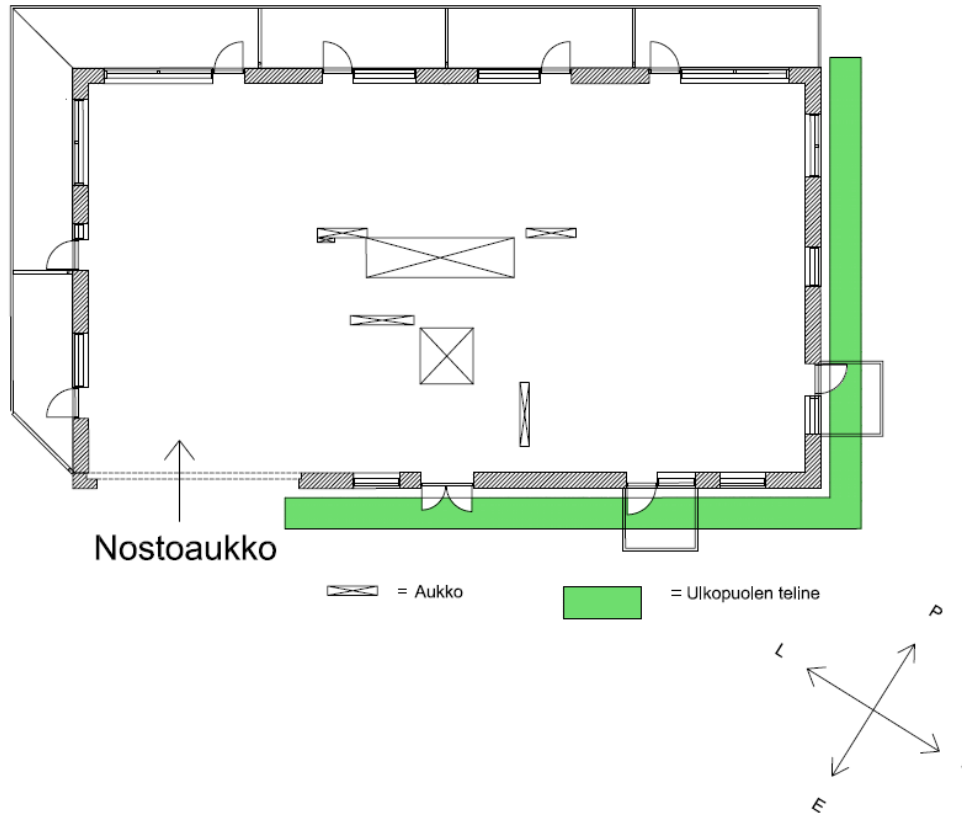 Nostoaukko
= Aukko
= Ulkopuolen teline
P
L
E